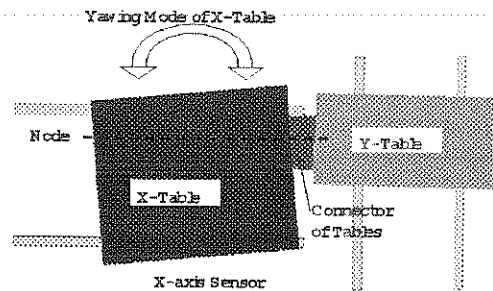 Yawing Mode of X-Table
Node
Y-Table
X-Table
Connector
of Tables
X-axis Sensor